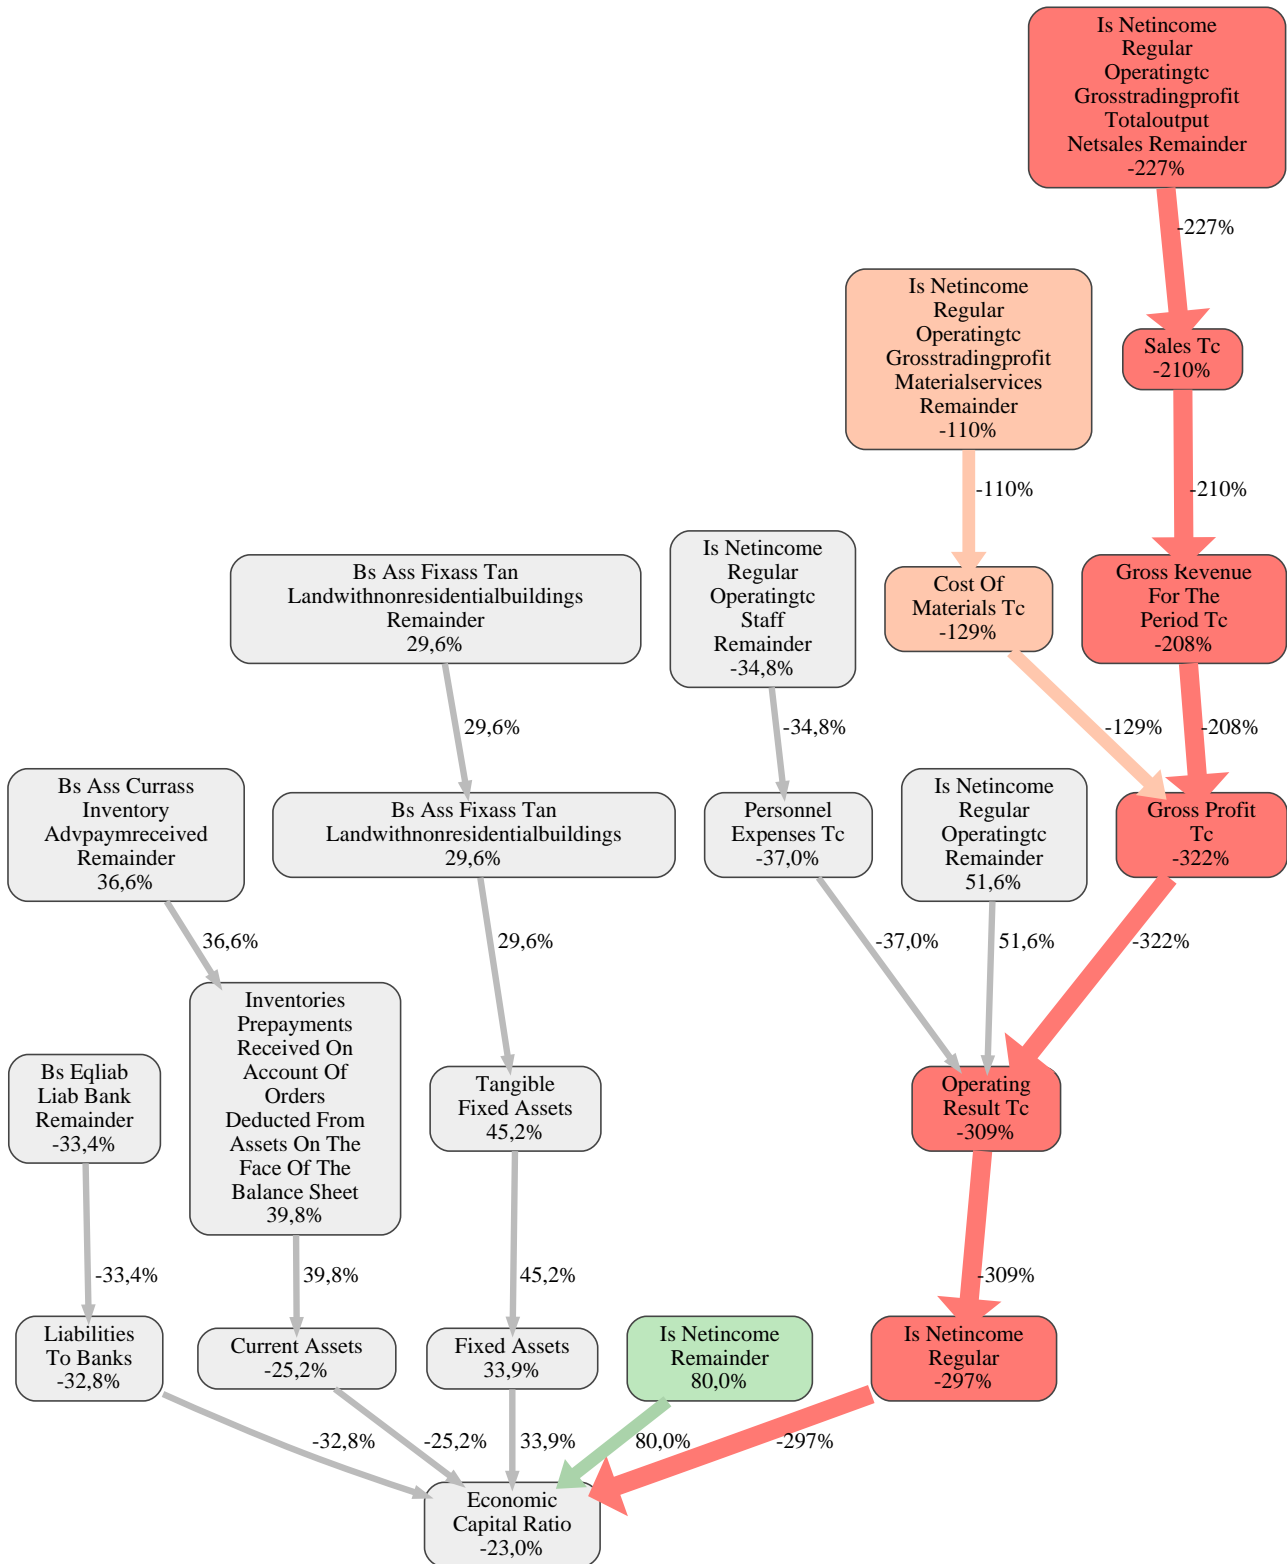 Is Netincome
Regular
Operatingtc
Grosstradingprofit
Totaloutput
Netsales Remainder
-227%
-227%
Is Netincome
Regular
Operatingtc
Grosstradingprofit
Materialservices
Remainder
-110%
Sales Tc
-210%
-110%
-210%
Bs Ass Fixass Tan
Landwithnonresidentialbuildings
Remainder
29,6%
Is Netincome
Regular
Operatingtc
Staff
Remainder
-34,8%
Cost Of
Materials Tc
-129%
Gross Revenue
For The
Period Tc
-208%
29,6%
-34,8%
-129%
-208%
Bs Ass Currass
Inventory
Advpaymreceived
Remainder
36,6%
Bs Ass Fixass Tan
Landwithnonresidentialbuildings
29,6%
Personnel
Expenses Tc
-37,0%
Is Netincome
Regular
Operatingtc
Remainder
51,6%
Gross Profit
Tc
-322%
36,6%
29,6%
-37,0%
51,6%
-322%
Bs Eqliab
Liab Bank
Remainder
-33,4%
Inventories
Prepayments
Received On
Account Of
Orders
Deducted From
Assets On The
Face Of The
Balance Sheet
39,8%
Tangible
Fixed Assets
45,2%
Operating
Result Tc
-309%
-33,4%
39,8%
45,2%
-309%
Liabilities
To Banks
-32,8%
Current Assets
-25,2%
Fixed Assets
33,9%
Is Netincome
Remainder
80,0%
Is Netincome
Regular
-297%
-32,8%
-25,2%
33,9%
80,0%
-297%
Economic
Capital Ratio
-23,0%